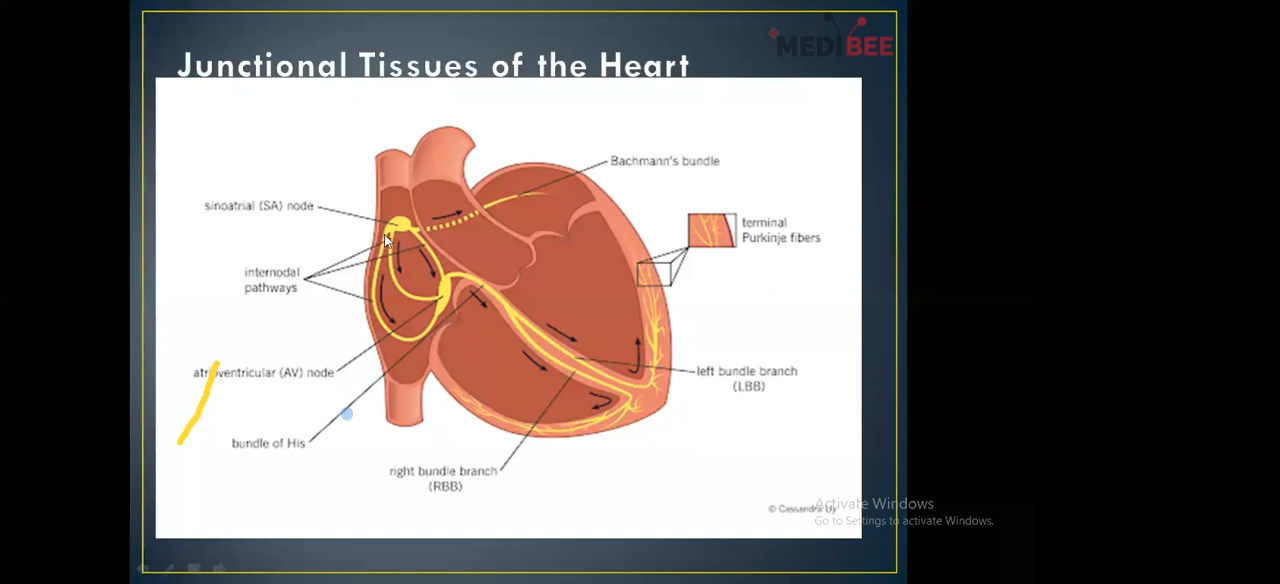 MEDIBEE
Junctional Tissues of the Heart
Bachmann's bundle
sinoatrial (SA) node
terminal
Purkinje fibers
internodal
pathways
atrioventricular (AV) node
left bundle branch
(LBB)
bundle of His
right bundle branch
(RBB)
© Cassandra Uy
Activate Windows
Go to Settings to activate Windows.